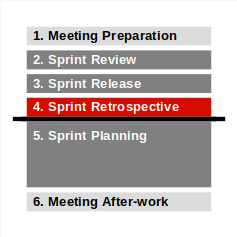 1. Meeting Preparation
2. Sprint Review
3. Sprint Release
4. Sprint Retrospective
5. Sprint Planning
6. Meeting After-work